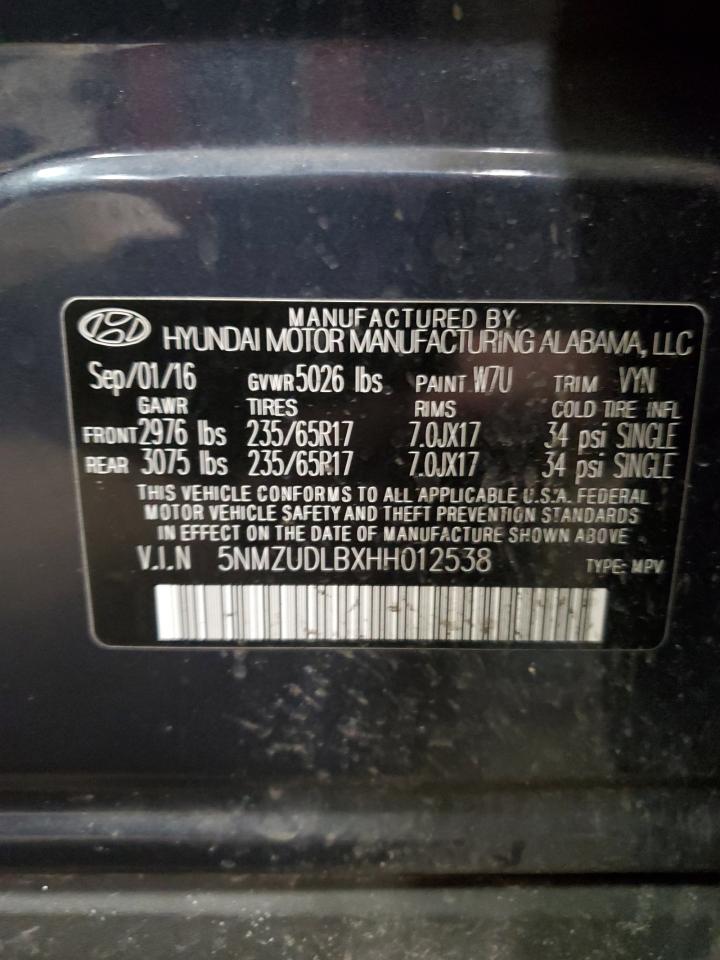 MANUFACTURED BY
HYUNDAI MOTOR MANUFACTURING ALABAMA, LLC
Sep/01/16 GVWR 5026 lbs PAINT W7U TRIM VYN
GAWR TIRES RIMS COLD TIRE INFL
FRONT 2976 lbs 235/65R17 7.0JX17 34 psi SINGLE
REAR 3075 lbs 235/65R17 7.0JX17 34 psi SINGLE
THIS VEHICLE CONFORMS TO ALL APPLICABLE U.S.A. FEDERAL
MOTOR VEHICLE SAFETY AND THEFT PREVENTION STANDARDS
IN EFFECT ON THE DATE OF MANUFACTURE SHOWN ABOVE
V.I.N 5NMZUDLBXHH012538 TYPE: MPV